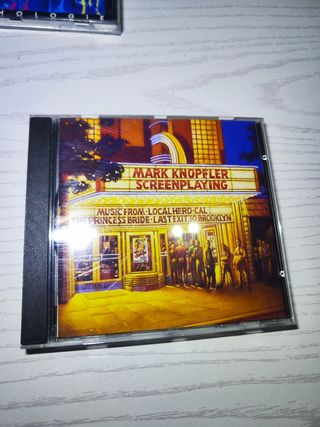 MARK KNOPFLER
SCREENPLAYING
MUSIC FROM·LOCAL HERO·CAL
THE PRINCESS BRIDE·LAST EXIT TO BROOKLYN